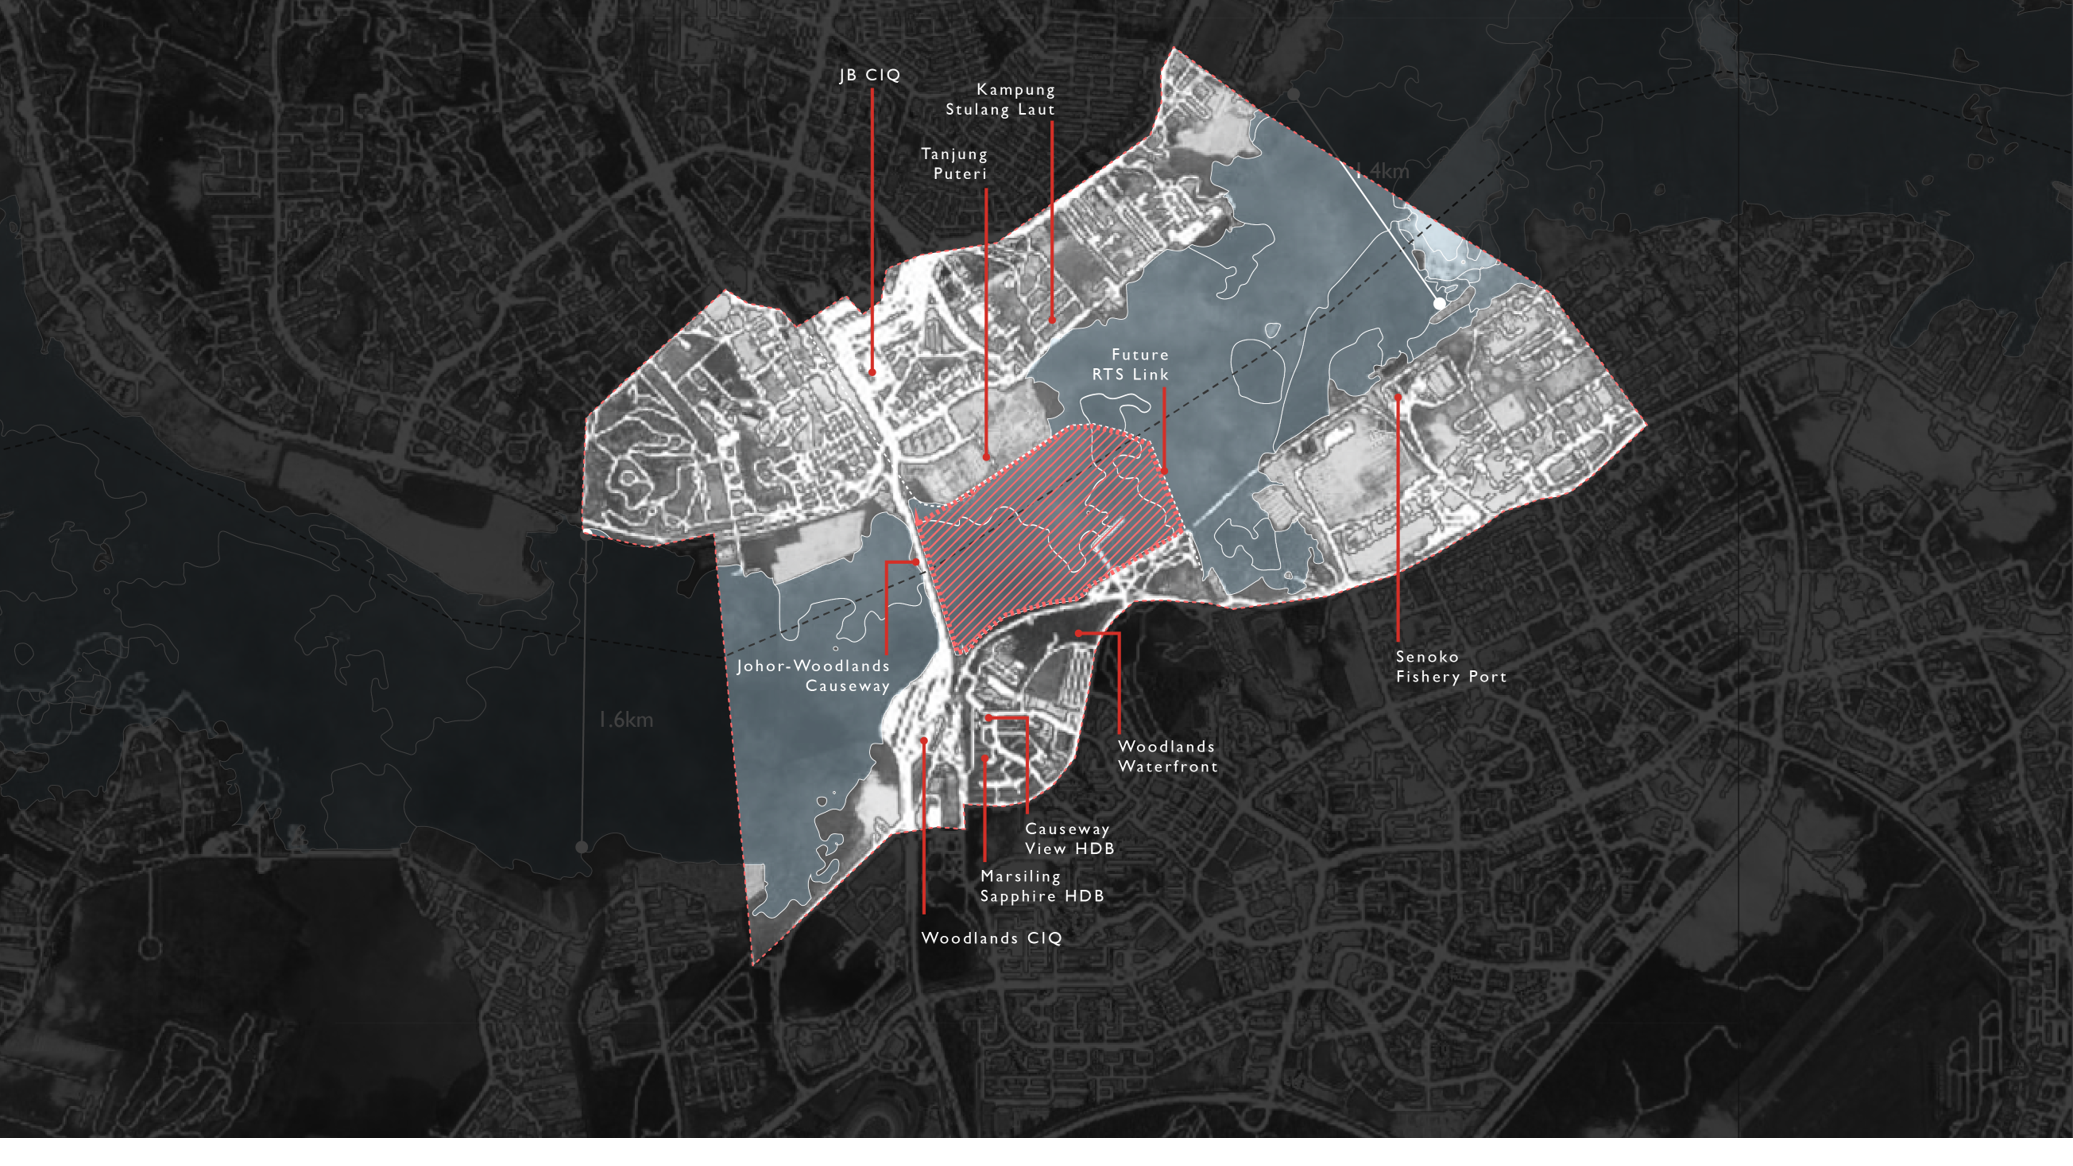 JB CIQ
Kampung
Stulang Laut
Tanjung
Puteri
1.4km
Future
RTS Link
Johor-Woodlands
Causeway
Senoko
Fishery Port
1.6km
Woodlands
Waterfront
Causeway
View HDB
Marsiling
Sapphire HDB
Woodlands CIQ